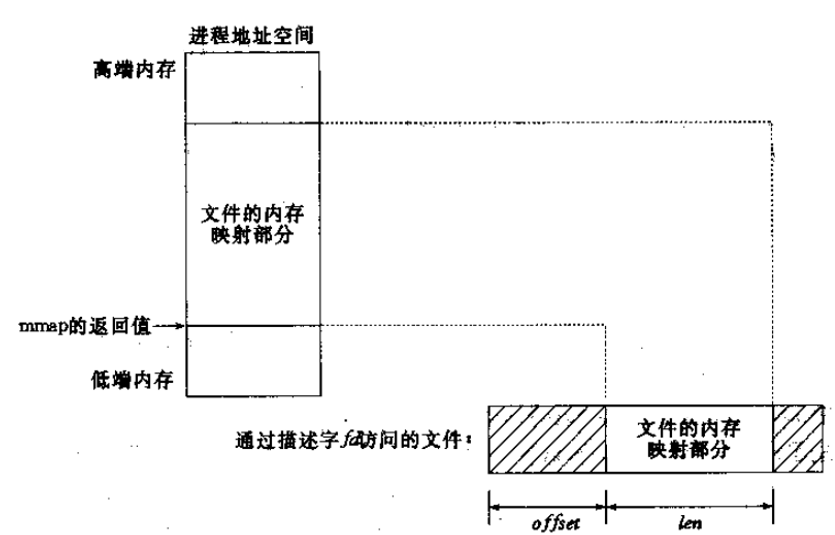 进程地址空间
高端内存
文件的内存
映射部分
mmap的返回值
低端内存
通过描述字fd访问的文件：
文件的内存
映射部分
offset
len